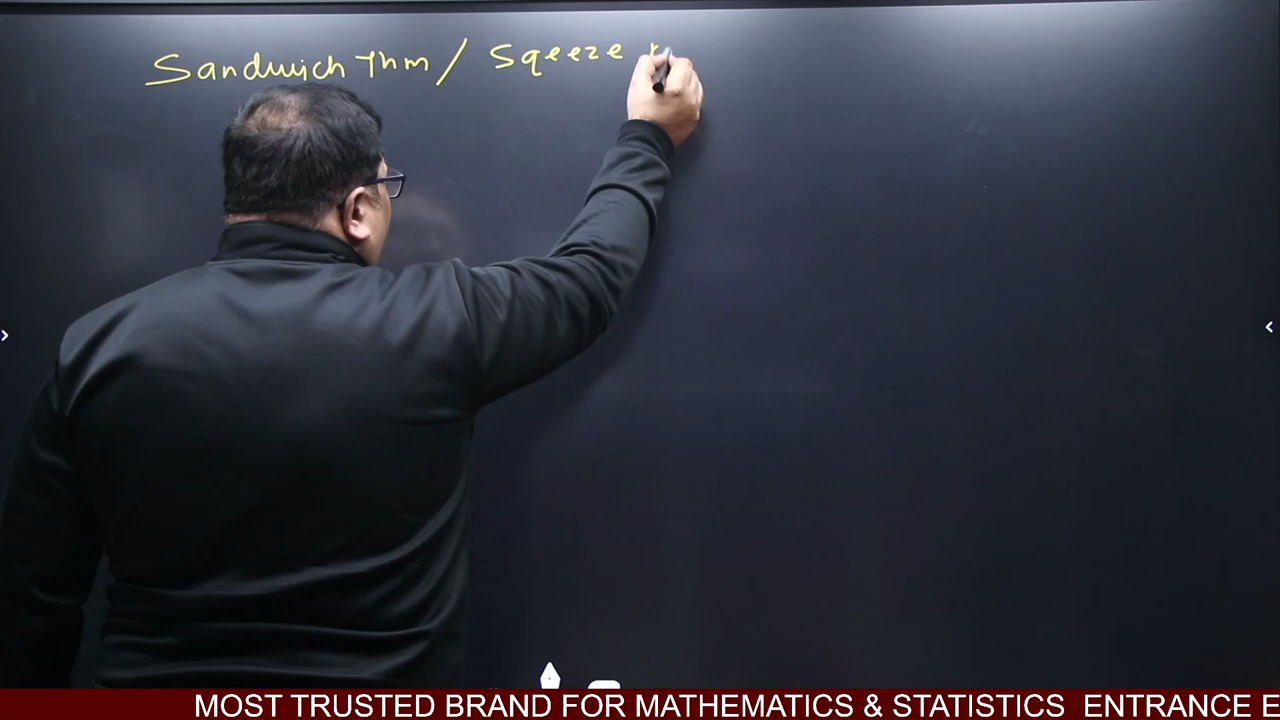 Sandwich Thm / Sqeeze
MOST TRUSTED BRAND FOR MATHEMATICS & STATISTICS ENTRANCE E